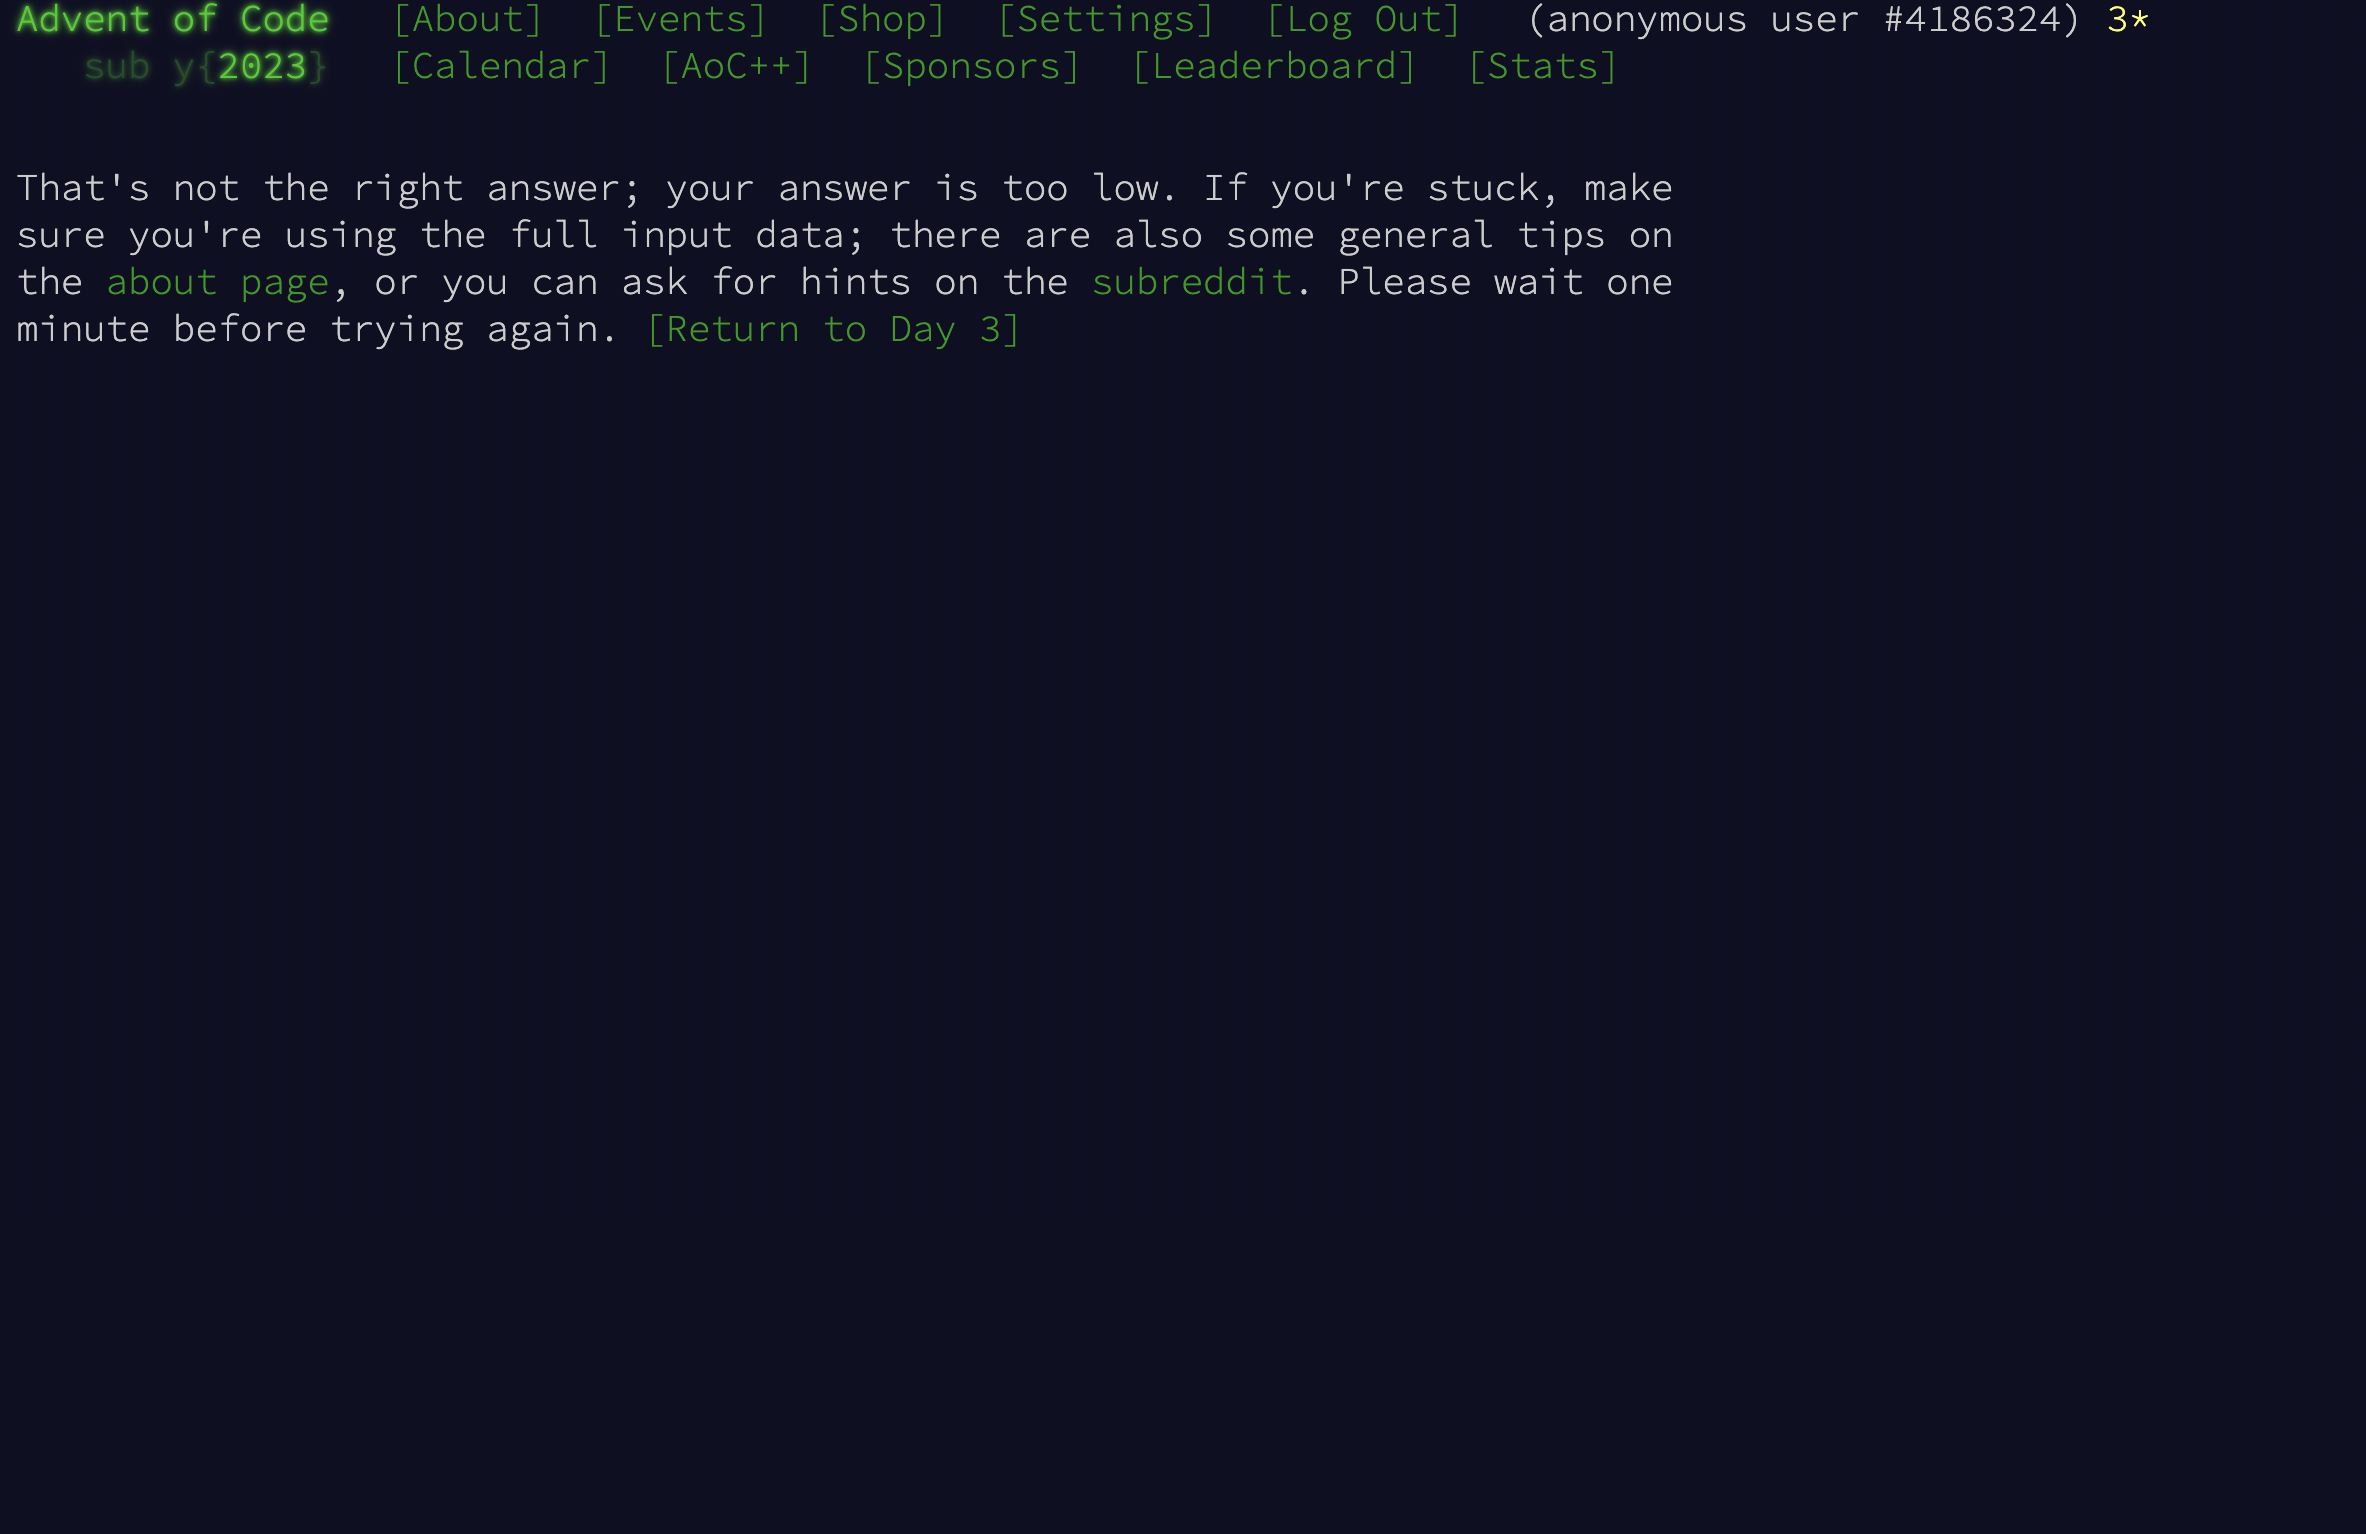 Advent of Code [About] [Events] [Shop] [Settings] [Log Out] (anonymous user #4186324) 3*
sub y{2023} [Calendar] [AoC++] [Sponsors] [Leaderboard] [Stats]
That's not the right answer; your answer is too low. If you're stuck, make
sure you're using the full input data; there are also some general tips on
the about page, or you can ask for hints on the subreddit. Please wait one
minute before trying again. [Return to Day 3]